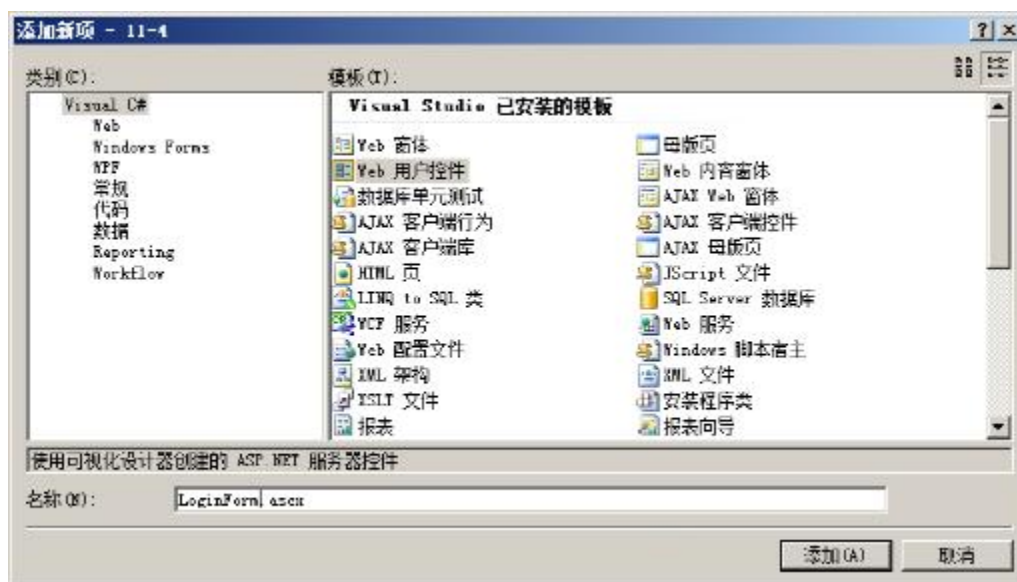 添加新项 - 11-4
类别(C):
模板(T):
Visual C#
Web
Windows Forms
WPF
常规
代码
数据
Reporting
Workflow
Visual Studio 已安装的模板
Web 窗体
母版页
Web 用户控件
Web 内容窗体
数据库单元测试
AJAX Web 窗体
AJAX 客户端行为
AJAX 客户端控件
AJAX 客户端库
AJAX 母版页
HTML 页
JScript 文件
LINQ to SQL 类
SQL Server 数据库
WCF 服务
Web 服务
Web 配置文件
Windows 脚本宿主
XML 架构
XML 文件
XSLT 文件
安装程序类
报表
报表向导
使用可视化设计器创建的 ASP.NET 服务器控件
名称(N):
LoginForm.ascx
添加(A)
取消